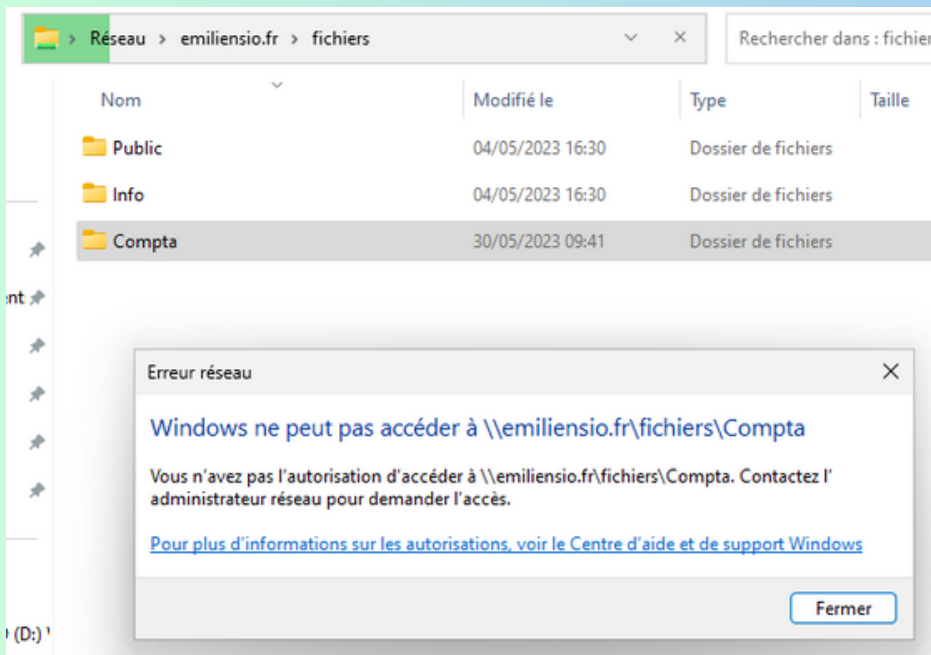 Réseau > emiliensio.fr > fichiers
Rechercher dans : fichier
Nom Modifié le Type Taille
Public 04/05/2023 16:30 Dossier de fichiers
Info 04/05/2023 16:30 Dossier de fichiers
Compta 30/05/2023 09:41 Dossier de fichiers
ent
Erreur réseau
Windows ne peut pas accéder à \\emiliensio.fr\fichiers\Compta
Vous n'avez pas l'autorisation d'accéder à \\emiliensio.fr\fichiers\Compta. Contactez l'
administrateur réseau pour demander l'accès.
Pour plus d'informations sur les autorisations, voir le Centre d'aide et de support Windows
Fermer
(D:)